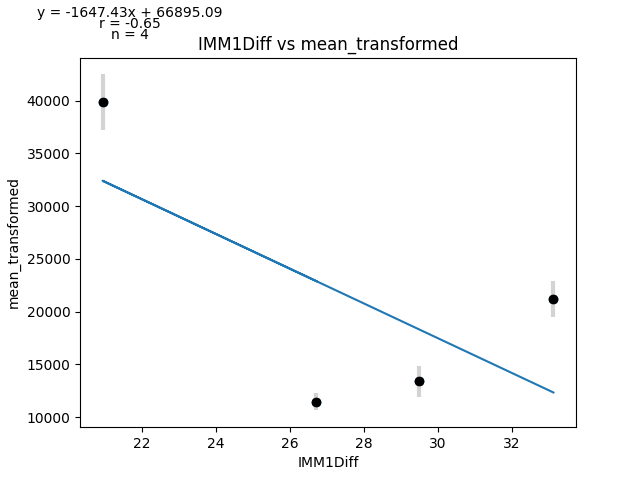 y = -1647.43x + 66895.09
r = -0.65
n = 4
IMM1Diff vs mean_transformed
40000
35000
30000
25000
20000
15000
10000
mean_transformed
22 24 26 28 30 32
IMM1Diff